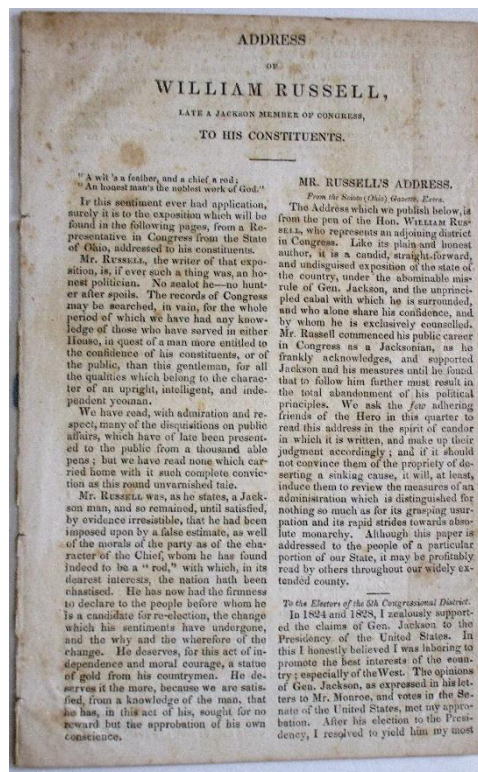 ADDRESS
OF
WILLIAM RUSSELL,
LATE A JACKSON MEMBER OF CONGRESS,
TO HIS CONSTITUENTS.
"A wit 's a feather, and a chief a rod;
"An honest man's the noblest work of God."
If this sentiment ever had application,
surely it is to the exposition which will be
found in the following pages, from a Re-
presentative in Congress from the State
of Ohio, addressed to his constituents.
Mr. Russell, the writer of that expo-
sition, is, if ever such a thing was, an ho-
nest politician. No zealot he—no hunt-
er after spoils. The records of Congress
may be searched, in vain, for the whole
period of which we have had any know-
ledge of those who have served in either
House, in quest of a man more entitled to
the confidence of his constituents, or of
the public, than this gentleman, for all
the qualities which belong to the charac-
ter of an upright, intelligent, and inde-
pendent yeoman.
We have read, with admiration and re-
spect, many of the disquisitions on public
affairs, which have of late been present-
ed to the public from a thousand able
pens; but we have read none which car-
ried home with it such complete convic-
tion as this round unvarnished tale.
Mr. Russell was, as he states, a Jack-
son man, and so remained, until satisfied,
by evidence irresistible, that he had been
imposed upon by a false estimate, as well
of the morals of the party as of the cha-
racter of the Chief, whom he has found
indeed to be a "rod," with which, in its
dearest interests, the nation hath been
chastised. He has now had the firmness
to declare to the people before whom he
is a candidate for re-election, the change
which his sentiments have undergone,
and the why and the wherefore of the
change. He deserves, for this act of in-
dependence and moral courage, a statue
of gold from his countrymen. He de-
serves it the more, because we are satis-
fied, from a knowledge of the man, that
he has, in this act of his, sought for no
reward but the approbation of his own
conscience.
MR. RUSSELL'S ADDRESS.
From the Scioto (Ohio) Gazette, Extra.
The Address which we publish below, is
from the pen of the Hon. William Rus-
sell, who represents an adjoining district
in Congress. Like its plain and honest
author, it is a candid, straight-forward,
and undisguised exposition of the state of
the country, under the abominable mis-
rule of Gen. Jackson, and the unprinci-
pled cabal with which he is surrounded,
and who alone share his confidence, and
by whom he is exclusively counselled.
Mr. Russell commenced his public career
in Congress as a Jacksonian, as he
frankly acknowledges, and supported
Jackson and his measures until he found
that to follow him further must result in
the total abandonment of his political
principles. We ask the few adhering
friends of the Hero in this quarter to
read this address in the spirit of candor
in which it is written, and make up their
judgment accordingly; and if it should
not convince them of the propriety of de-
serting a sinking cause, it will, at least,
induce them to review the measures of an
administration which is distinguished for
nothing so much as for its grasping usur-
pation and its rapid strides towards abso-
lute monarchy. Although this paper is
addressed to the people of a particular
portion of our State, it may be profitably
read by others throughout our widely ex-
tended county.
To the Electors of the 5th Congressional District.
In 1824 and 1828, I zealously support-
ed the claims of Gen. Jackson to the
Presidency of the United States. In
this I honestly believed I was laboring to
promote the best interests of the coun-
try; especially of the West. The opinions
of Gen. Jackson, as expressed in his let-
ters to Mr. Monroe, and votes in the Se-
nate of the United States, met my appro-
bation. After his election to the Presi-
dency, I resolved to yield him my most